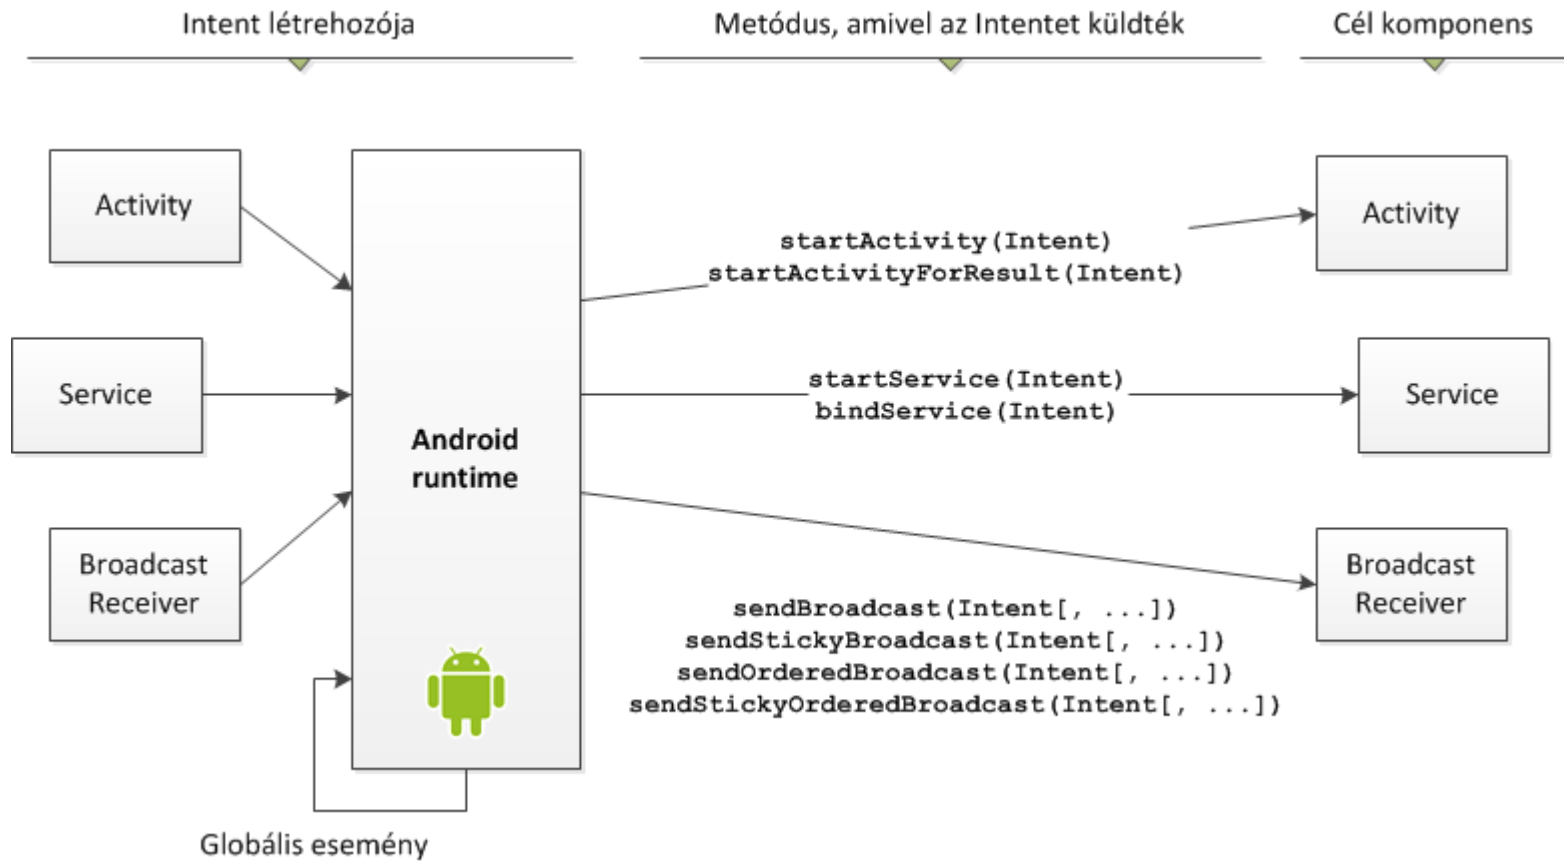 Intent létrehozója
Metódus, amivel az Intentet küldték
Cél komponens
Activity
Service
Broadcast
Receiver
Android
runtime
Globális esemény
startActivity(Intent)
startActivityForResult(Intent)
startService(Intent)
bindService(Intent)
sendBroadcast(Intent[, ...])
sendStickyBroadcast(Intent[, ...])
sendOrderedBroadcast(Intent[, ...])
sendStickyOrderedBroadcast(Intent[, ...])
Activity
Service
Broadcast
Receiver